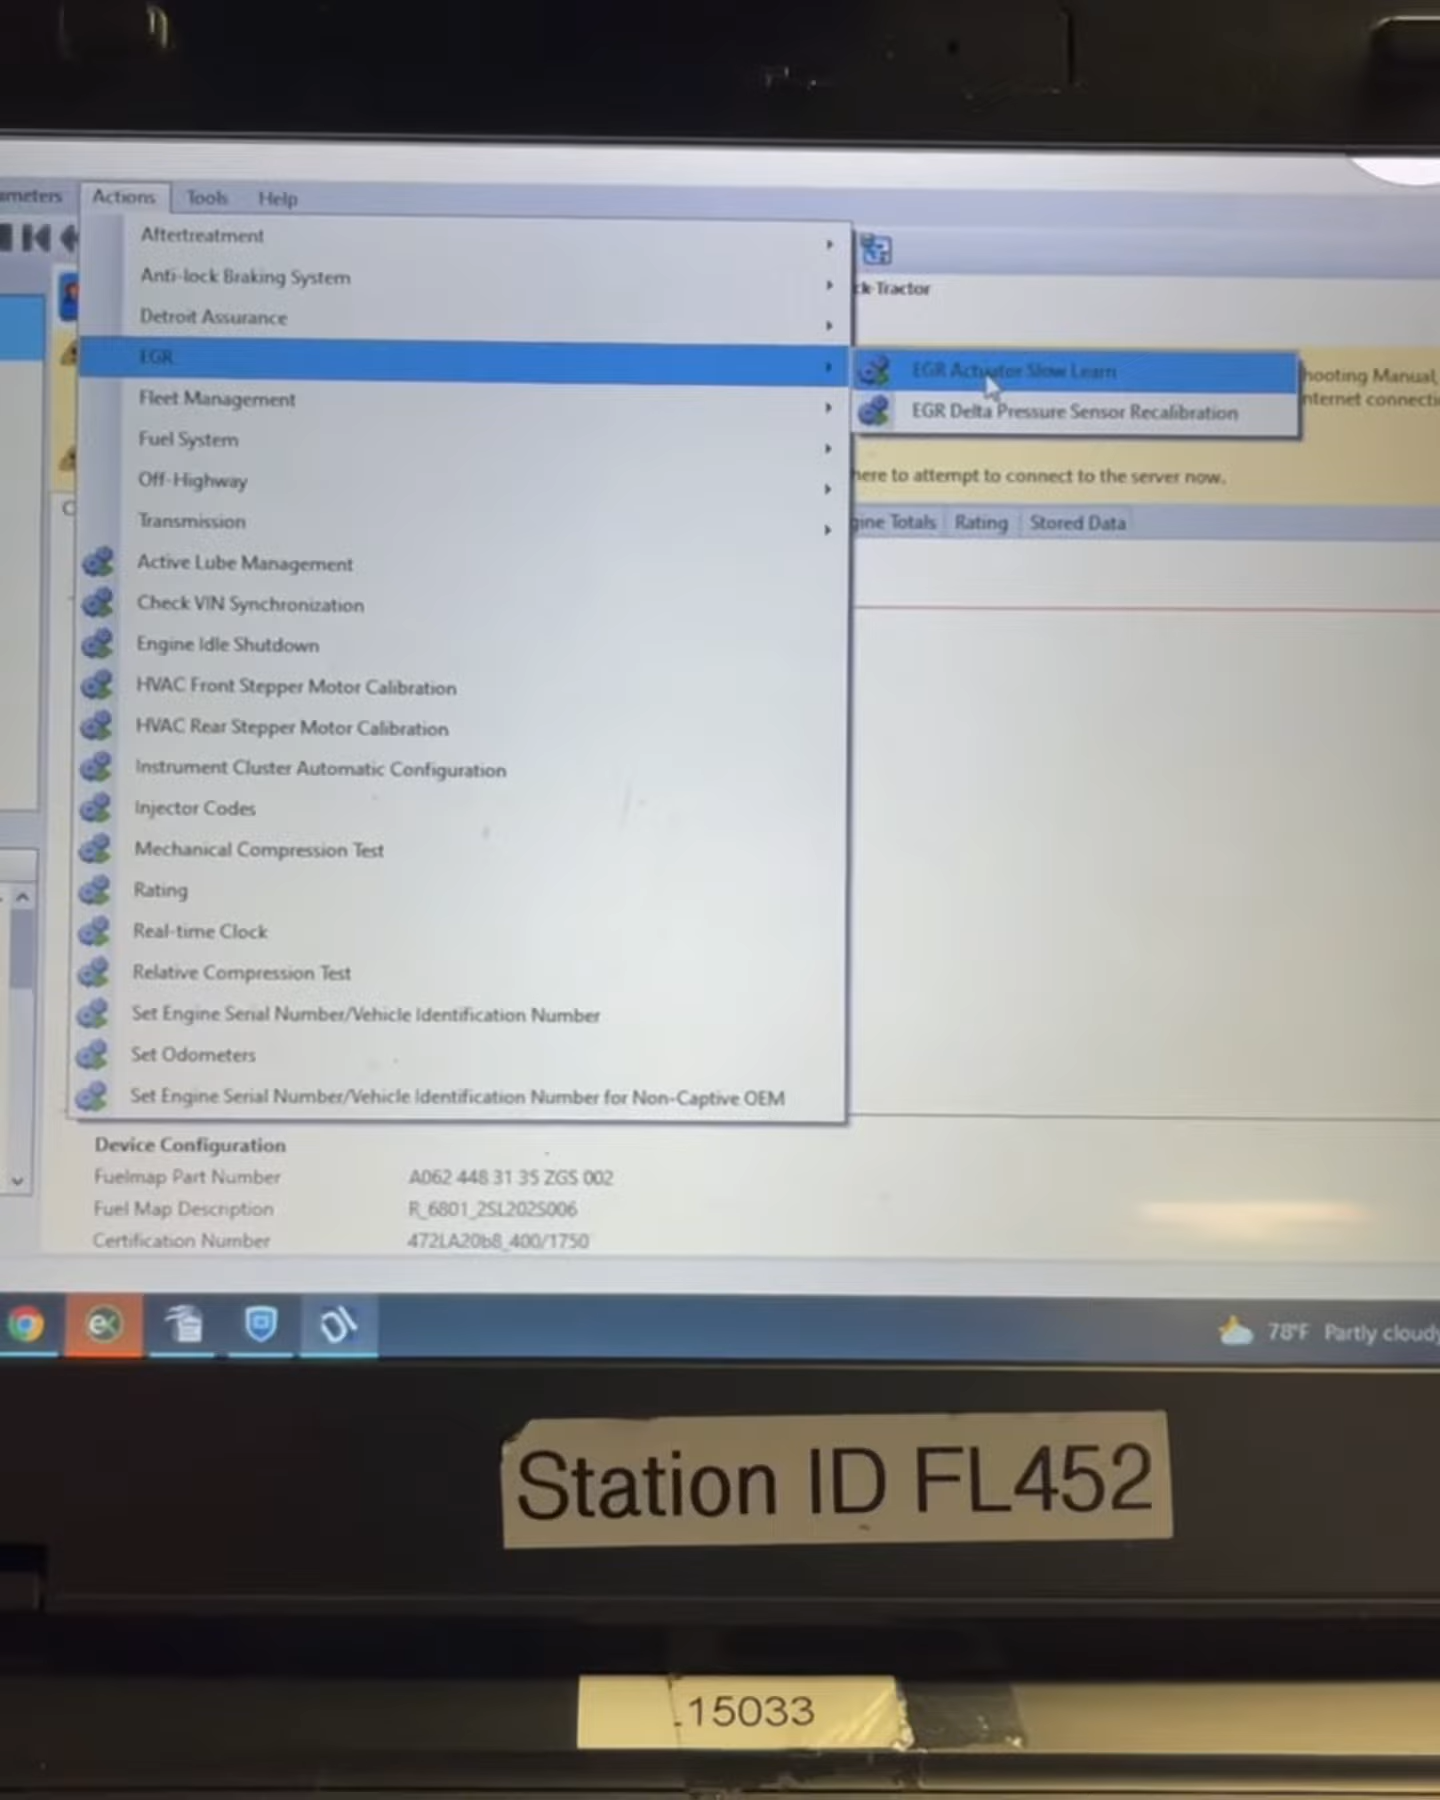 Actions Tools Help
Aftertreatment
Anti-lock Braking System
Detroit Assurance
EGR
Fleet Management
Fuel System
Off-Highway
Transmission
Active Lube Management
Check VIN Synchronization
Engine Idle Shutdown
HVAC Front Stepper Motor Calibration
HVAC Rear Stepper Motor Calibration
Instrument Cluster Automatic Configuration
Injector Codes
Mechanical Compression Test
Rating
Real-time Clock
Relative Compression Test
Set Engine Serial Number/Vehicle Identification Number
Set Odometers
Set Engine Serial Number/Vehicle Identification Number for Non-Captive OEM
Tractor
EGR Actuator Slow Learn
EGR Delta Pressure Sensor Recalibration
hooting Manual,
nternet connecti
here to attempt to connect to the server now.
gine Totals Rating Stored Data
Device Configuration
Fuelmap Part Number A062 448 31 35 ZGS 002
Fuel Map Description R_6801_2SL202S006
Certification Number 472LA20b8_400/1750
78°F Partly cloudy
Station ID FL452
15033